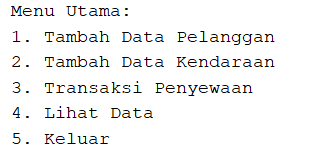 Menu Utama:
1. Tambah Data Pelanggan
2. Tambah Data Kendaraan
3. Transaksi Penyewaan
4. Lihat Data
5. Keluar